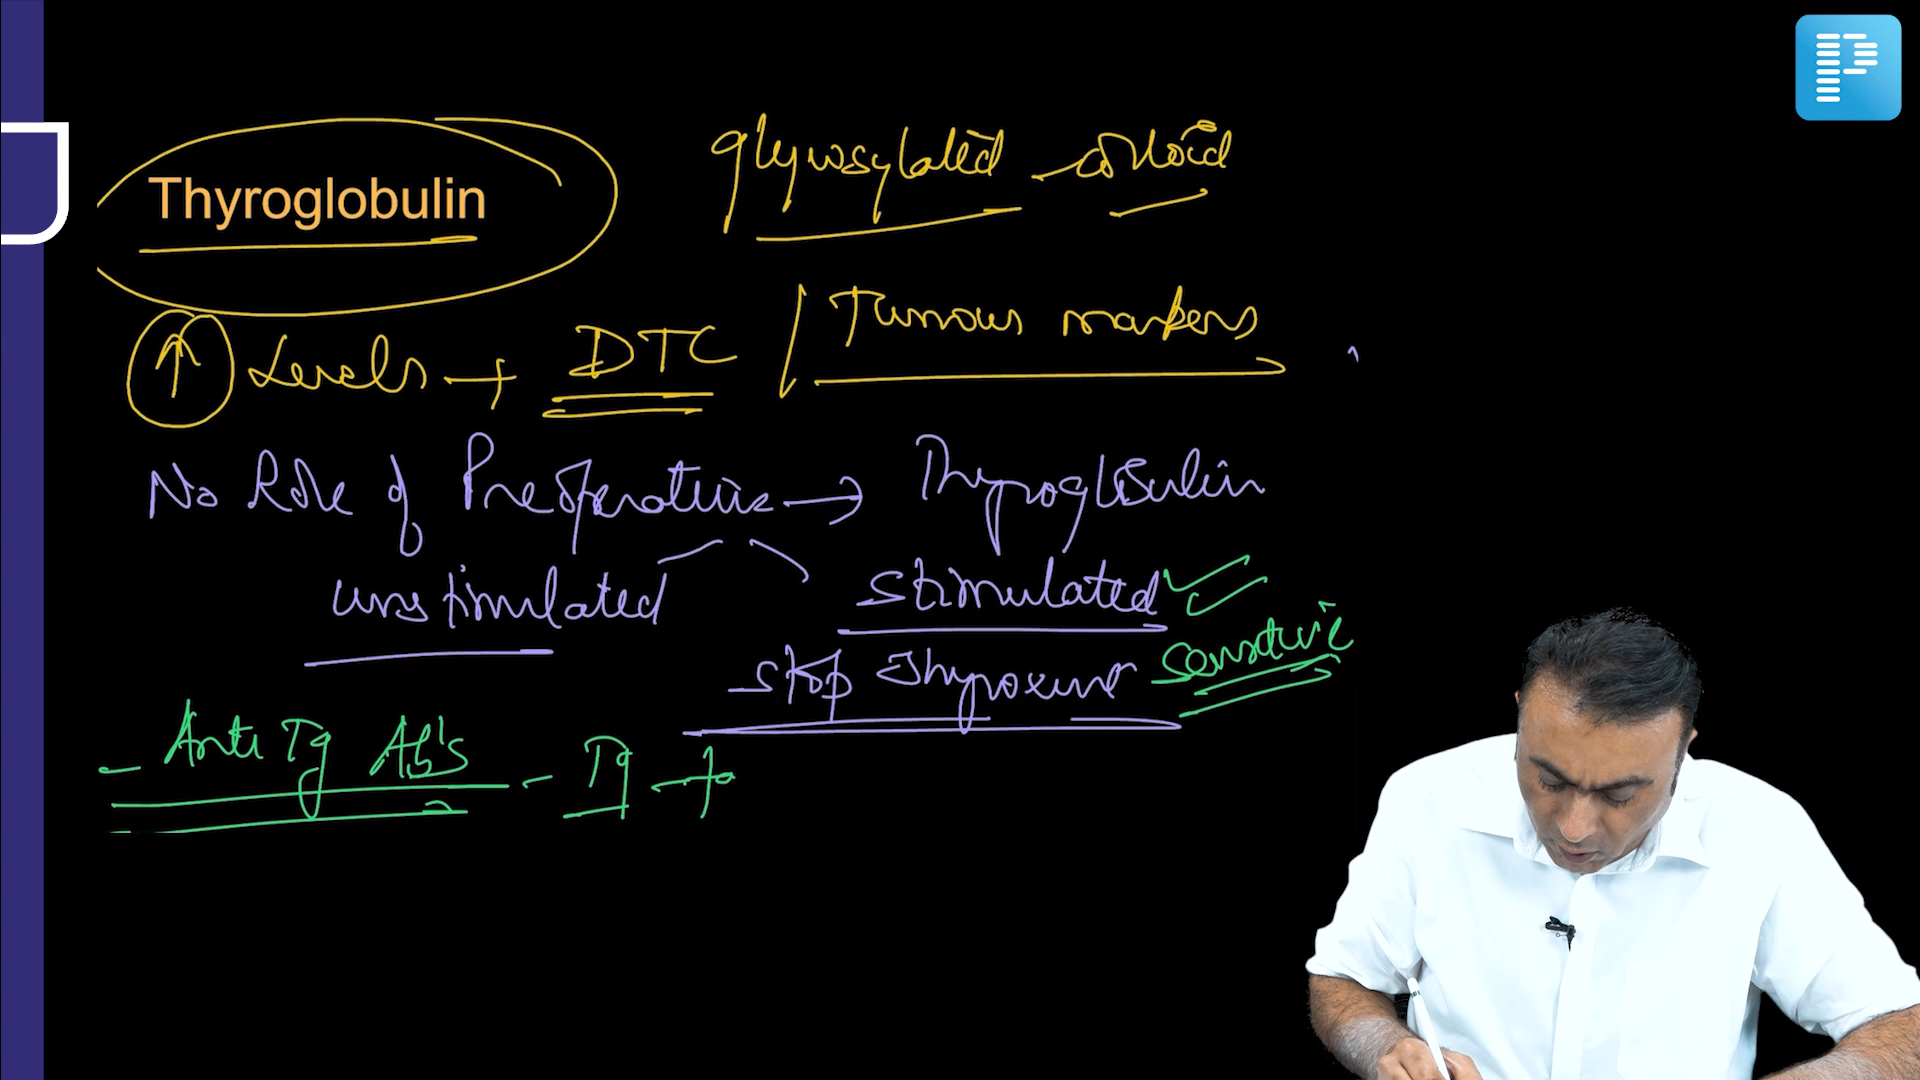 Thyroglobulin
glycosylated - colloid
↑ Levels → DTC / Tumour markers
No Role of Preoperative → Thyroglobulin
unstimulated stimulated ✓✓
stop Thyroxine sensitive
- Anti Tg Ab's - Tg